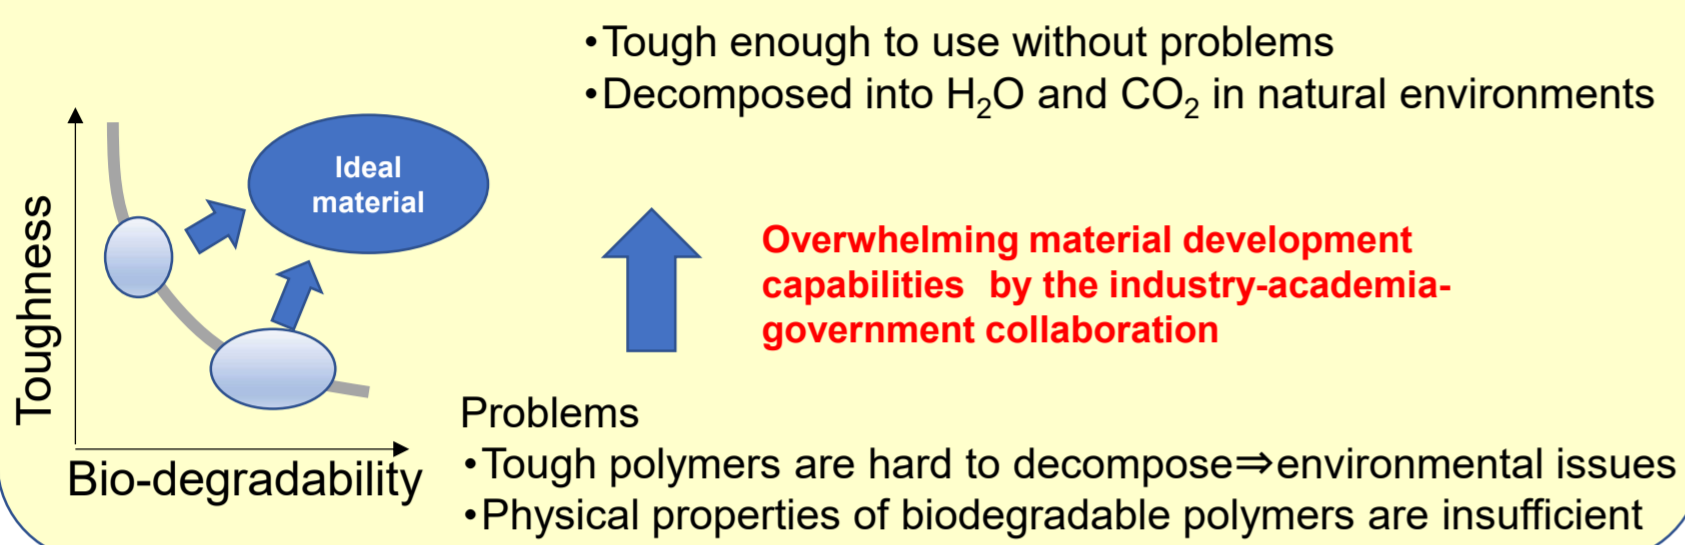 •Tough enough to use without problems
•Decomposed into H₂O and CO₂ in natural environments
Ideal
material
Toughness
Bio-degradability
Overwhelming material development
capabilities by the industry-academia-
government collaboration
Problems
•Tough polymers are hard to decompose⇒environmental issues
•Physical properties of biodegradable polymers are insufficient